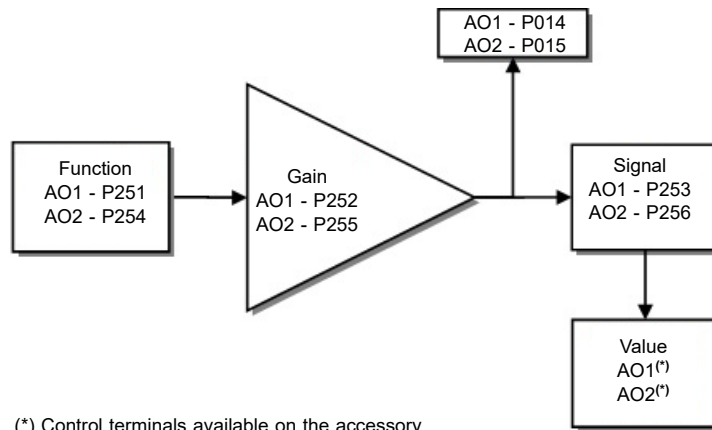 AO1 - P014
AO2 - P015
Function
AO1 - P251
AO2 - P254
Gain
AO1 - P252
AO2 - P255
Signal
AO1 - P253
AO2 - P256
Value
AO1(*)
AO2(*)
(*) Control terminals available on the accessory